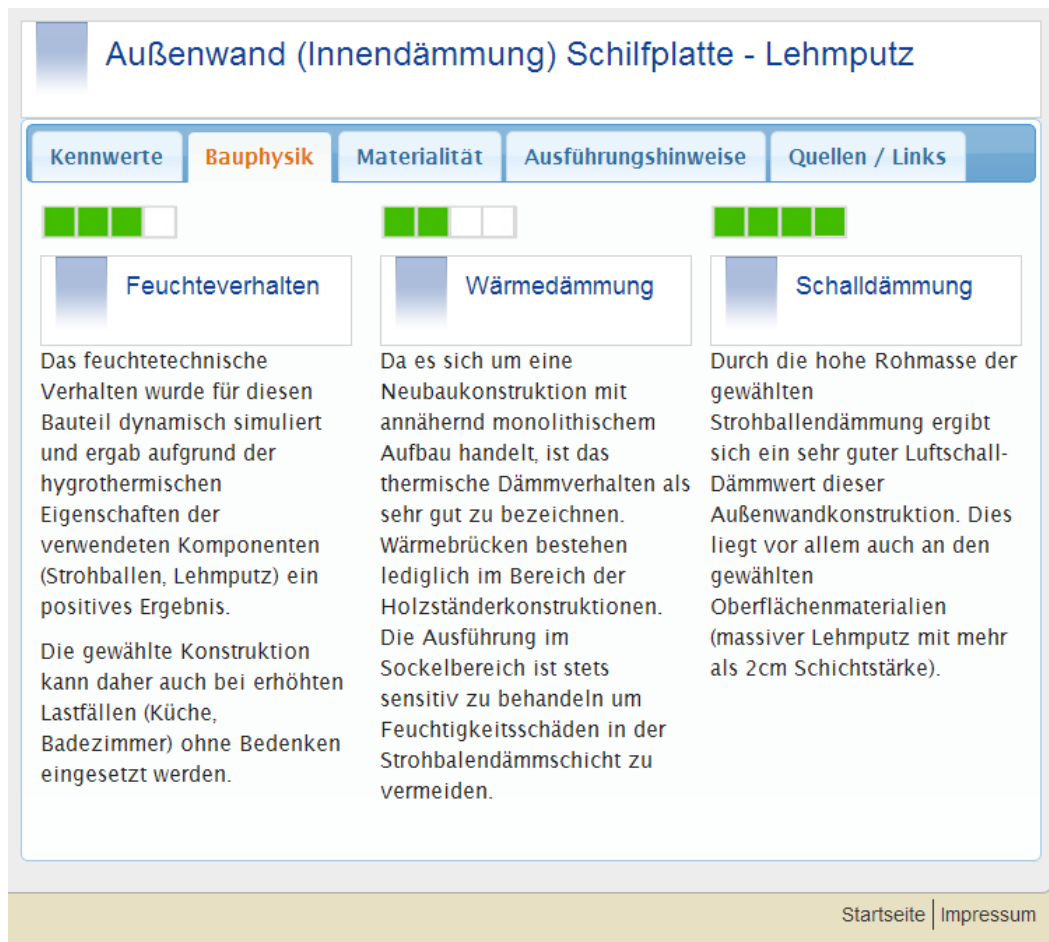 Außenwand (Innendämmung) Schilfplatte - Lehmputz
Kennwerte
Bauphysik
Materialität
Ausführungshinweise
Quellen / Links
Feuchteverhalten
Das feuchtetechnische
Verhalten wurde für diesen
Bauteil dynamisch simuliert
und ergab aufgrund der
hygrothermischen
Eigenschaften der
verwendeten Komponenten
(Strohballen, Lehmputz) ein
positives Ergebnis.
Die gewählte Konstruktion
kann daher auch bei erhöhten
Lastfällen (Küche,
Badezimmer) ohne Bedenken
eingesetzt werden.
Wärmedämmung
Da es sich um eine
Neubaukonstruktion mit
annähernd monolithischem
Aufbau handelt, ist das
thermische Dämmverhalten als
sehr gut zu bezeichnen.
Wärmebrücken bestehen
lediglich im Bereich der
Holzständerkonstruktionen.
Die Ausführung im
Sockelbereich ist stets
sensitiv zu behandeln um
Feuchtigkeitsschäden in der
Strohbalendämmschicht zu
vermeiden.
Schalldämmung
Durch die hohe Rohmasse der
gewählten
Strohballendämmung ergibt
sich ein sehr guter Luftschall-
Dämmwert dieser
Außenwandkonstruktion. Dies
liegt vor allem auch an den
gewählten
Oberflächenmaterialien
(massiver Lehmputz mit mehr
als 2cm Schichtstärke).
Startseite | Impressum